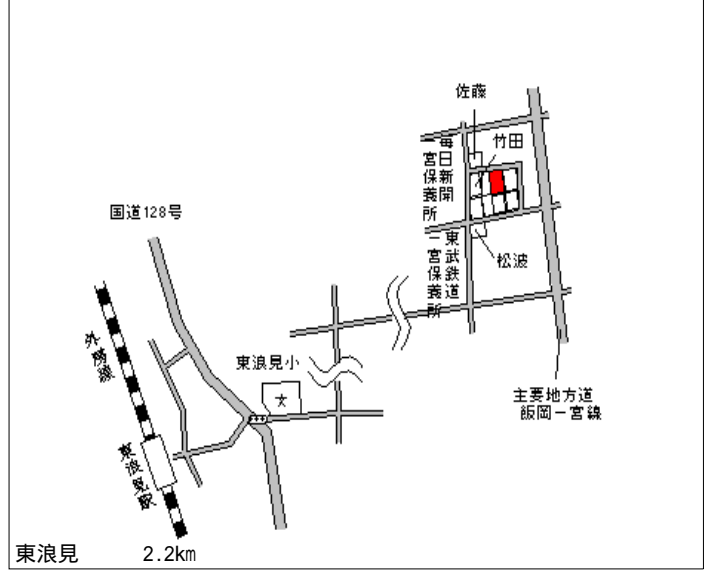 佐藤
竹田
毎日新聞
一宮保養所
国道128号
東武鉄道
一宮保養所
松波
外房線
東浪見小
文
主要地方道
飯岡一宮線
東浪見駅
東浪見 2.2km